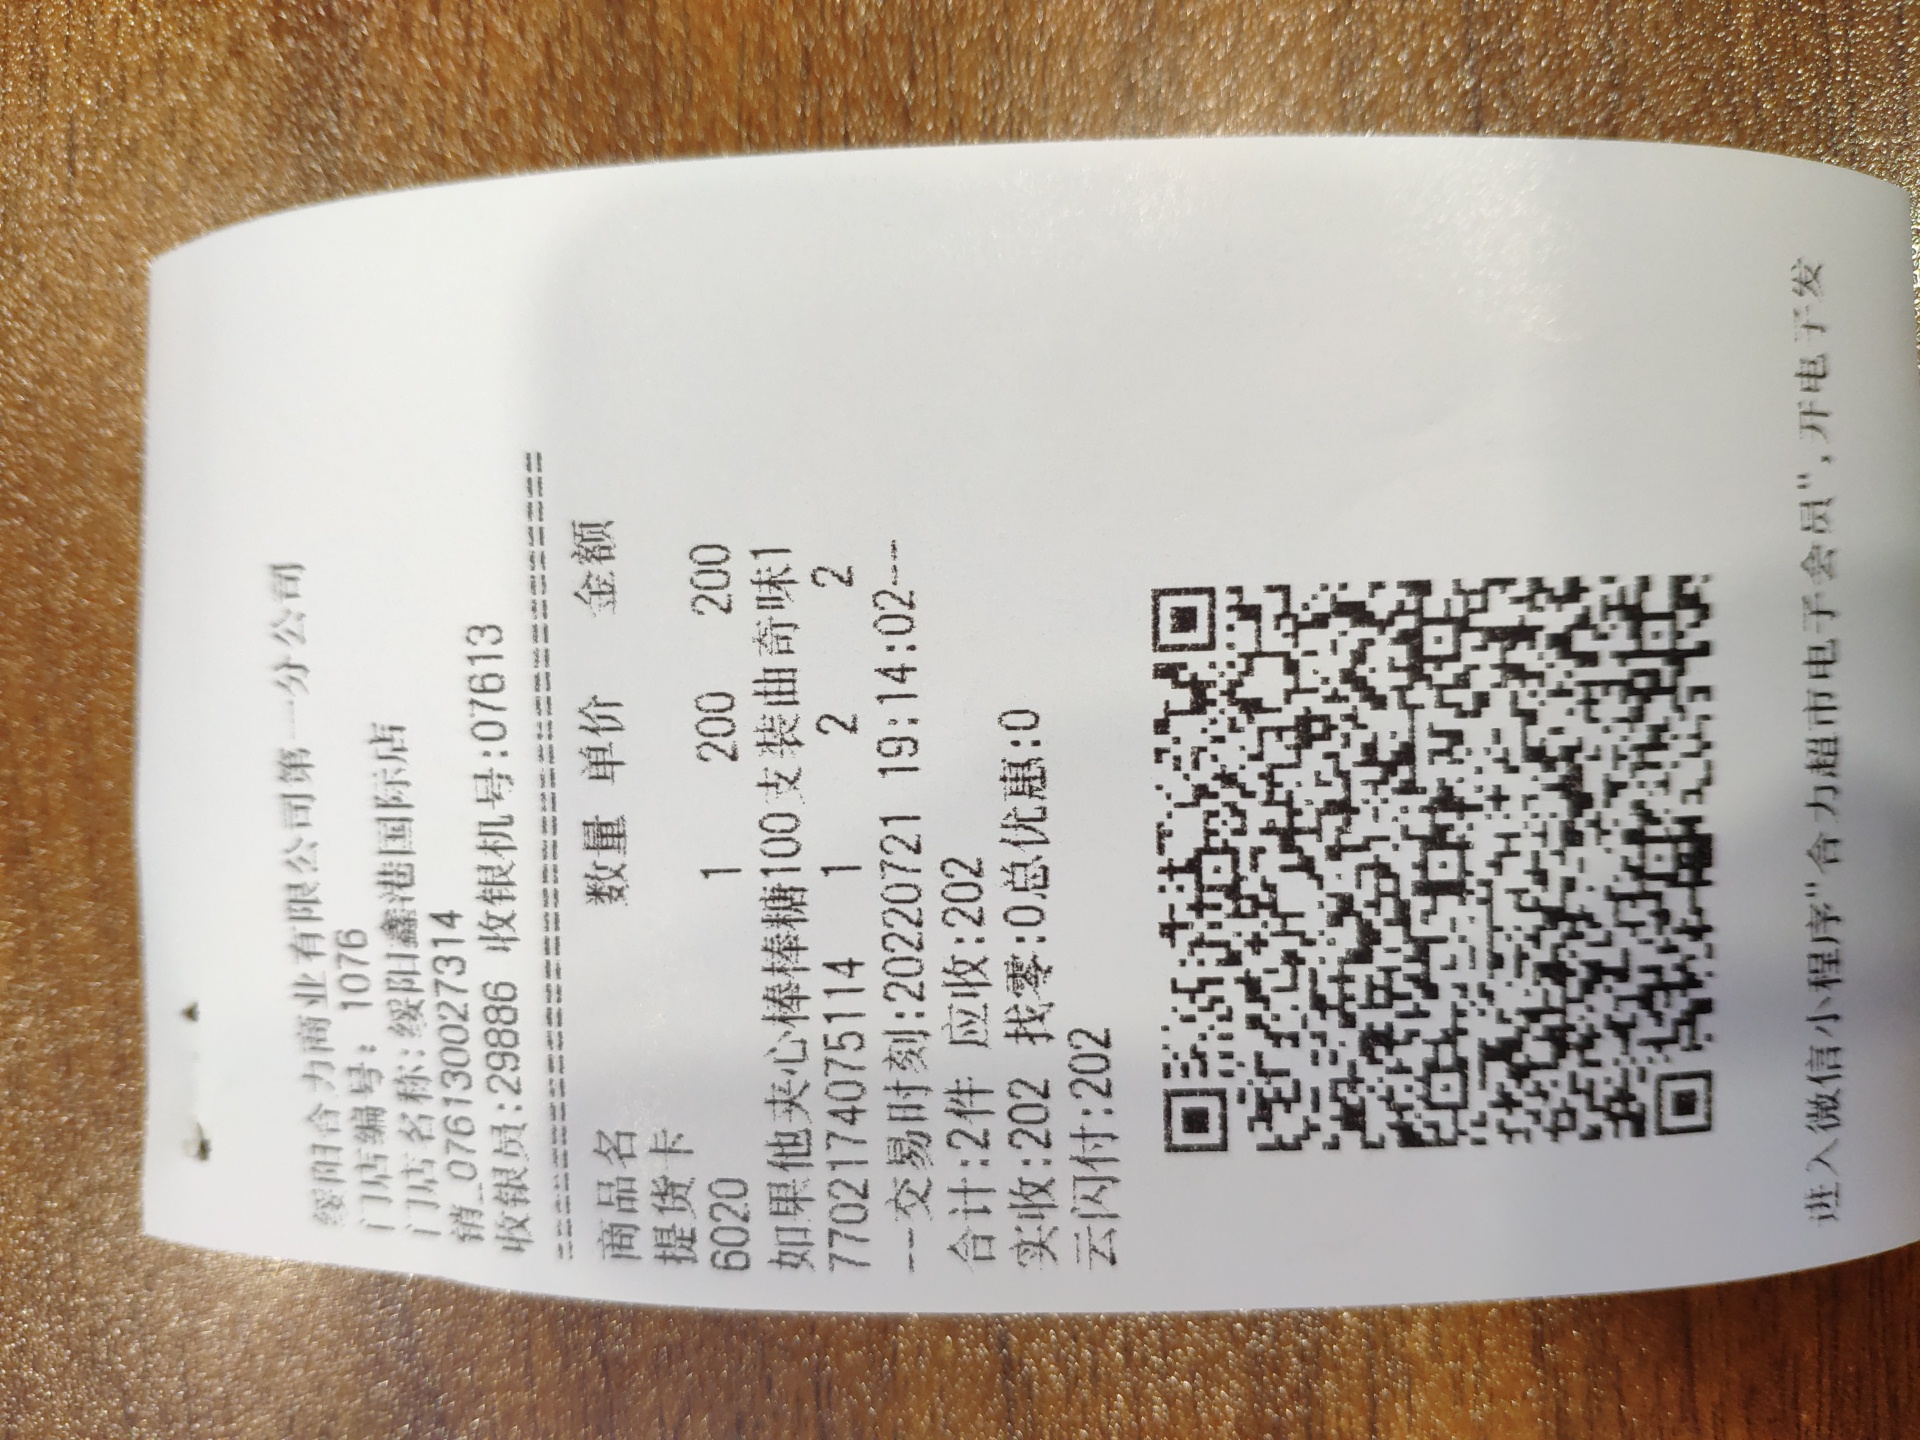 绥阳合力商业有限公司第一分公司
门店编号： 1076
门店名称：绥阳鑫港国际店
销_0761300027314
收银员:29886 收银机号:07613
商品名 数量 单价 金额
提货卡
6020 1 200 200
如果他夹心棒棒糖100支装曲奇味1
7702174075114 1 2 2
--交易时刻:20220721 19:14:02--
合计:2件 应收:202
实收:202 找零:0总优惠:0
云闪付:202
进入微信小程序"合力超市电子会员",开电子发